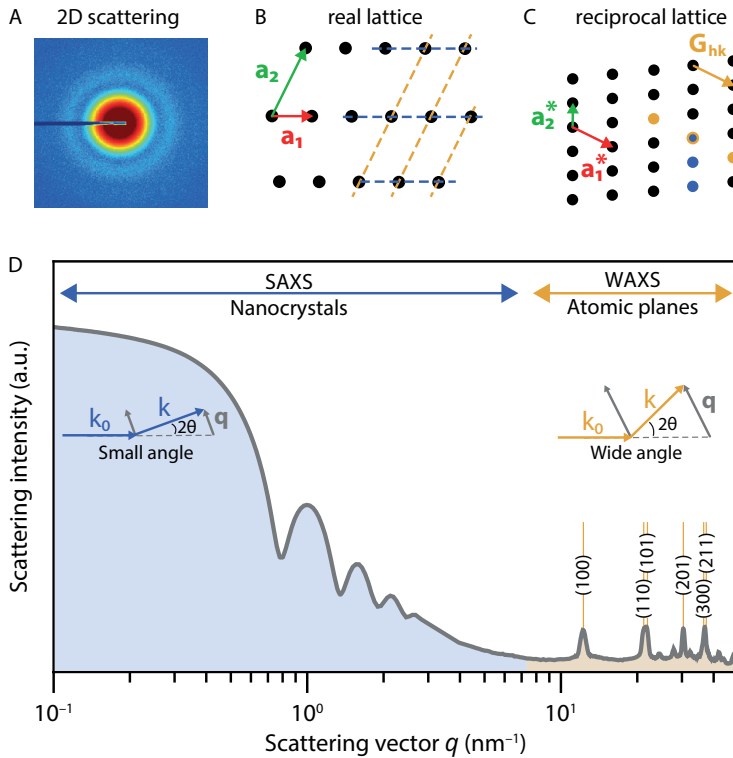 A 2D scattering
B real lattice
a₂
a₁
C reciprocal lattice
G_hk
a₂*
a₁*
D
SAXS
Nanocrystals
WAXS
Atomic planes
k₀
k
2θ
q
Small angle
k₀
k
2θ
q
Wide angle
(100)
(110)
(101)
(201)
(300)
(211)
Scattering intensity (a.u.)
10⁻¹
10⁰
10¹
Scattering vector q (nm⁻¹)